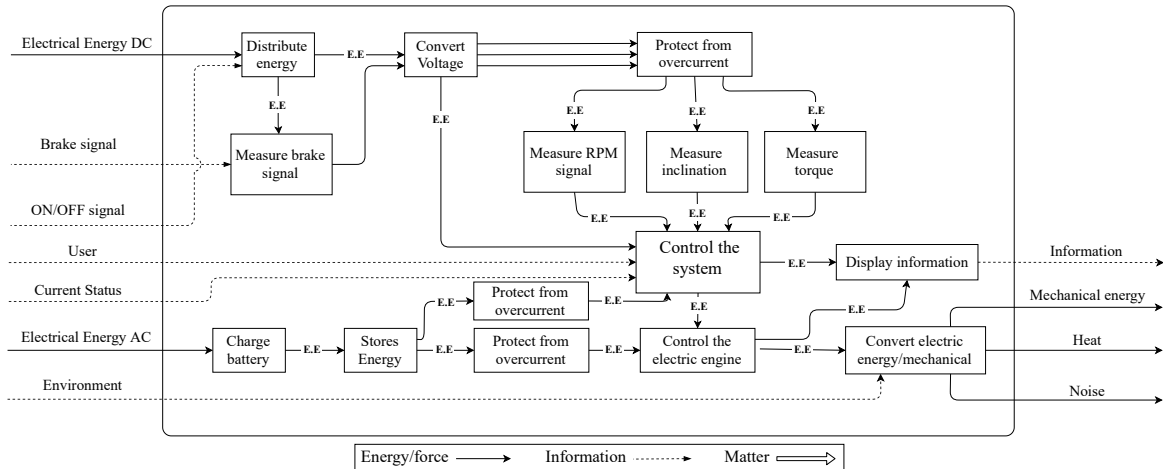 Electrical Energy DC
Distribute
energy
E.E
Convert
Voltage
Protect from
overcurrent
E.E
E.E
E.E
E.E
E.E
Brake signal
Measure brake
signal
Measure RPM
signal
Measure
inclination
Measure
torque
ON/OFF signal
E.E
E.E
E.E
User
Control the
system
E.E
Display information
Information
Current Status
Protect from
overcurrent
E.E
E.E
E.E
E.E
Mechanical energy
Electrical Energy AC
Charge
battery
E.E
Stores
Energy
E.E
Protect from
overcurrent
E.E
Control the
electric engine
E.E
Convert electric
energy/mechanical
Heat
Environment
Noise
Energy/force
Information
Matter